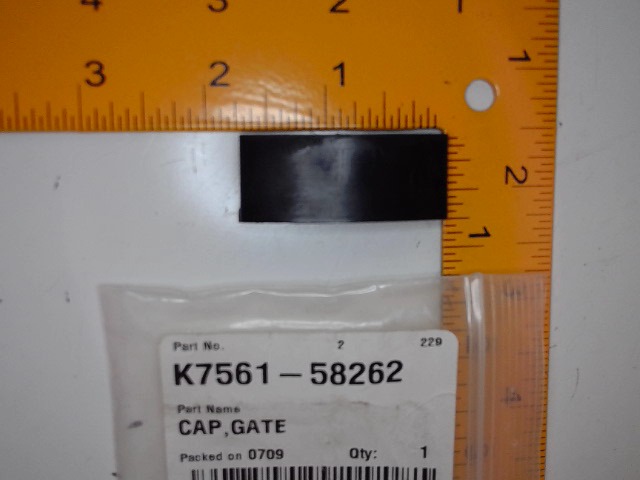 4 3 2 1
3 2 1
1
2
1
Part No. 2 229
K7561-58262
Part Name
CAP,GATE
Packed on 0709 Qty: 1